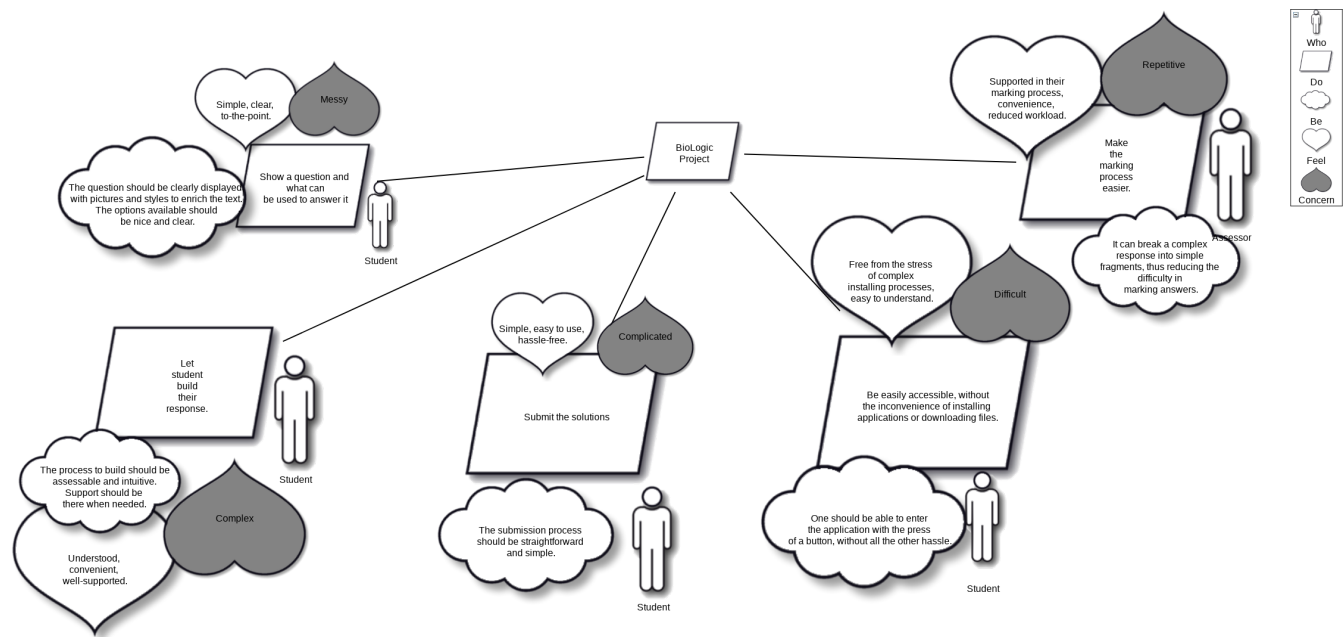 Simple, clear,
to-the-point.
Messy
The question should be clearly displayed,
with pictures and styles to enrich the text.
The options available should
be nice and clear.
Show a question and
what can
be used to answer it
Student
BioLogic
Project
Supported in their
marking process,
convenience,
reduced workload.
Repetitive
Make
the
marking
process
easier.
Assessor
It can break a complex
response into simple
fragments, thus reducing the
difficulty in
marking answers.
Who
Do
Be
Feel
Concern
Let
student
build
their
response.
Student
The process to build should be
assessable and intuitive.
Support should be
there when needed.
Complex
Understood,
convenient,
well-supported.
Simple, easy to use,
hassle-free.
Complicated
Submit the solutions
The submission process
should be straightforward
and simple.
Student
Free from the stress
of complex
installing processes,
easy to understand.
Difficult
Be easily accessible, without
the inconvenience of installing
applications or downloading files.
One should be able to enter
the application with the press
of a button, without all the other hassle.
Student